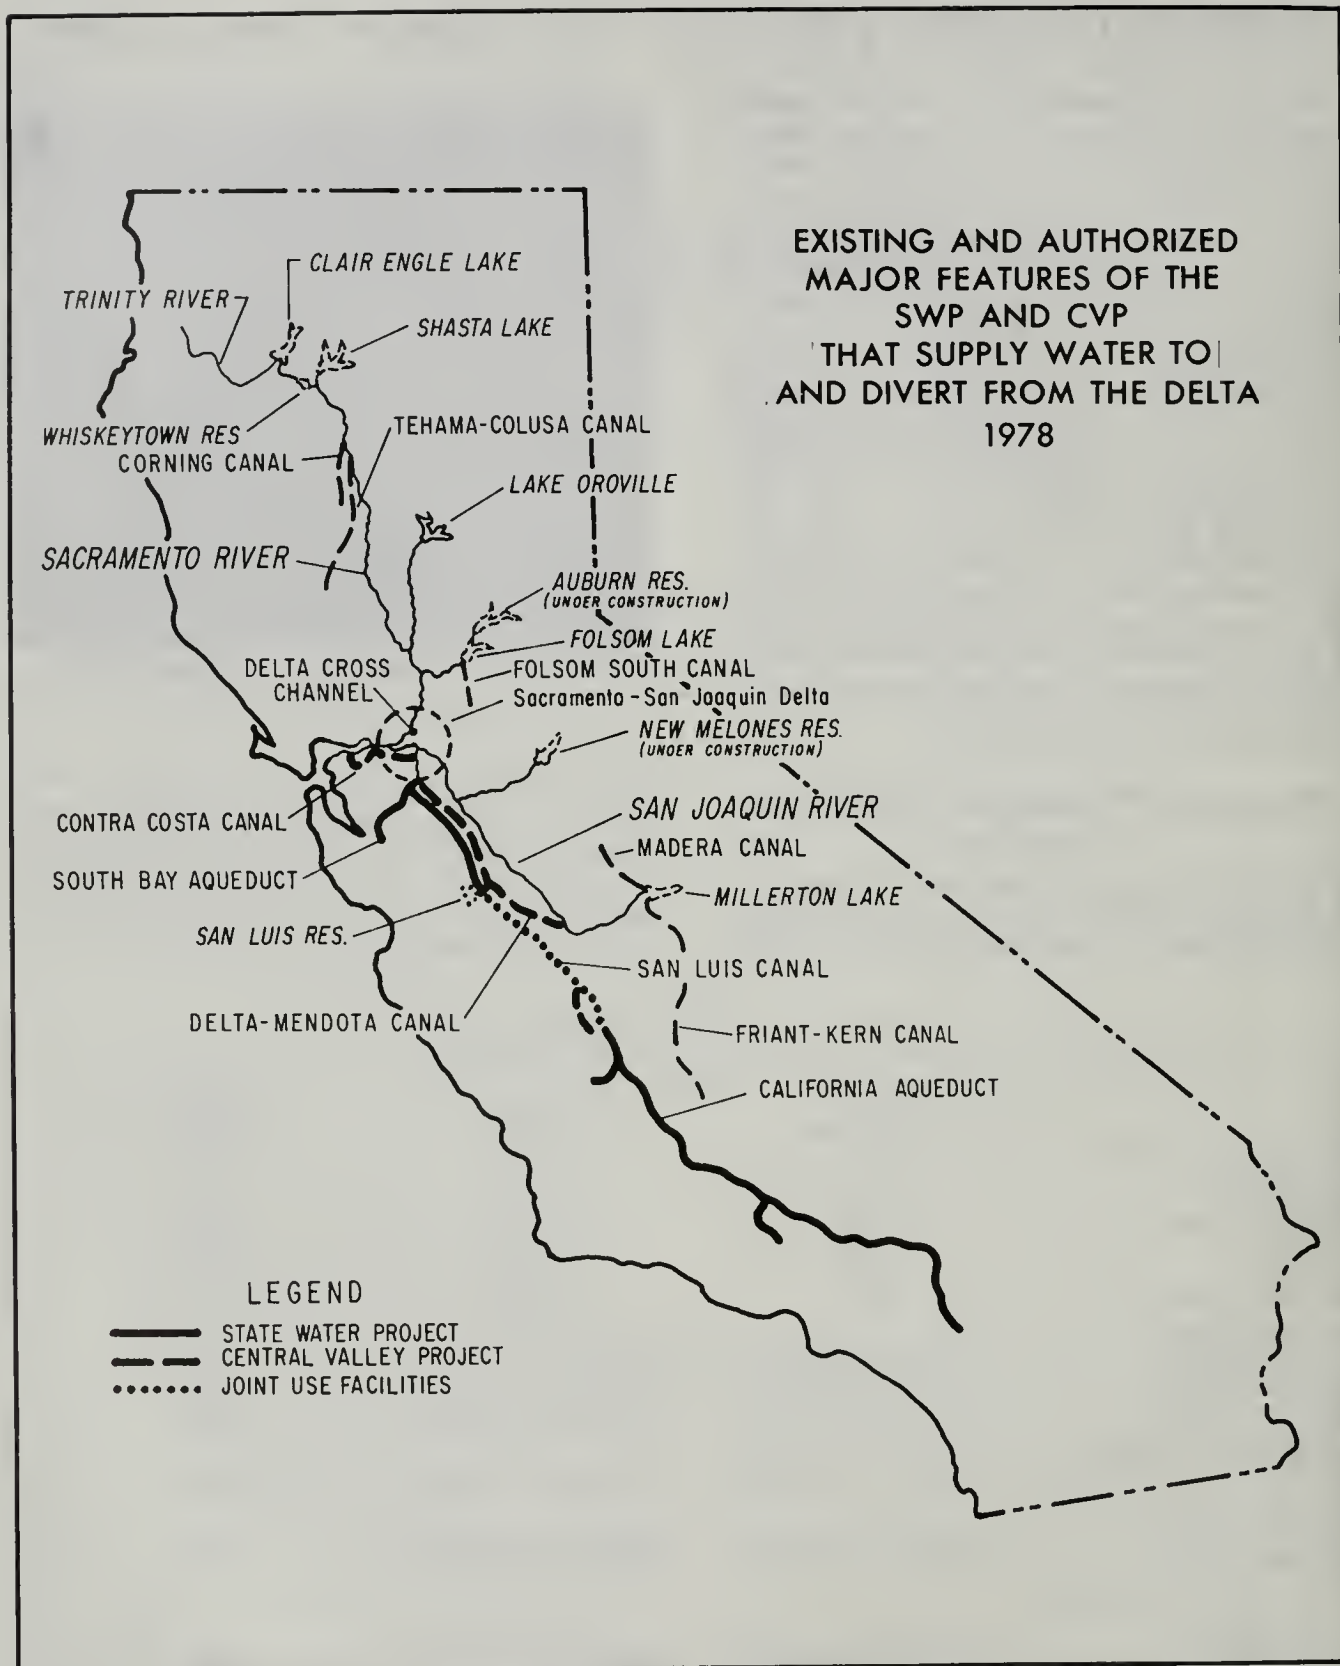 EXISTING AND AUTHORIZED
MAJOR FEATURES OF THE
SWP AND CVP
THAT SUPPLY WATER TO
AND DIVERT FROM THE DELTA
1978
CLAIR ENGLE LAKE
TRINITY RIVER
SHASTA LAKE
WHISKEYTOWN RES
TEHAMA-COLUSA CANAL
CORNING CANAL
LAKE OROVILLE
SACRAMENTO RIVER
AUBURN RES.
(UNDER CONSTRUCTION)
FOLSOM LAKE
DELTA CROSS
CHANNEL
FOLSOM SOUTH CANAL
Sacramento-San Joaquin Delta
NEW MELONES RES.
(UNDER CONSTRUCTION)
CONTRA COSTA CANAL
SAN JOAQUIN RIVER
MADERA CANAL
SOUTH BAY AQUEDUCT
MILLERTON LAKE
SAN LUIS RES.
SAN LUIS CANAL
DELTA-MENDOTA CANAL
FRIANT-KERN CANAL
CALIFORNIA AQUEDUCT
LEGEND
STATE WATER PROJECT
CENTRAL VALLEY PROJECT
JOINT USE FACILITIES